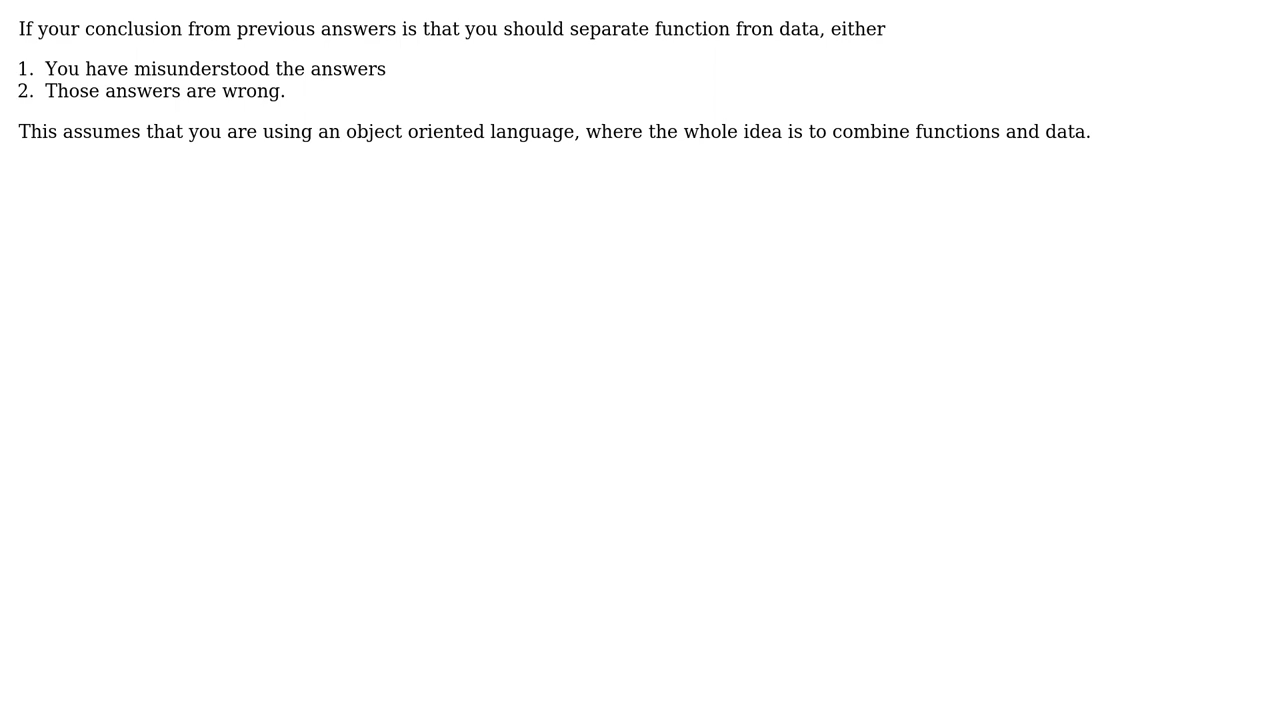 If your conclusion from previous answers is that you should separate function fron data, either
1. You have misunderstood the answers
2. Those answers are wrong.
This assumes that you are using an object oriented language, where the whole idea is to combine functions and data.